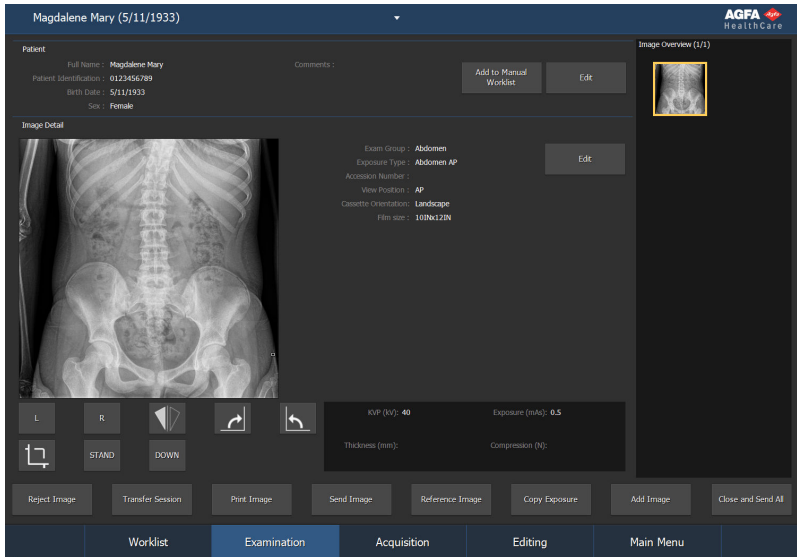 Magdalene Mary (5/11/1933)
AGFA
HealthCare
Patient
Full Name : Magdalene Mary
Patient Identification : 0123456789
Birth Date : 5/11/1933
Sex : Female
Comments :
Add to Manual
Worklist
Edit
Image Overview (1/1)
Image Detail
Exam Group : Abdomen
Exposure Type : Abdomen AP
Accession Number :
View Position : AP
Cassette Orientation: Landscape
Film size : 10INx12IN
Edit
L
R
STAND
DOWN
KVP (kV): 40
Exposure (mAs): 0.5
Thickness (mm):
Compression (N):
Reject Image
Transfer Session
Print Image
Send Image
Reference Image
Copy Exposure
Add Image
Close and Send All
Worklist
Examination
Acquisition
Editing
Main Menu